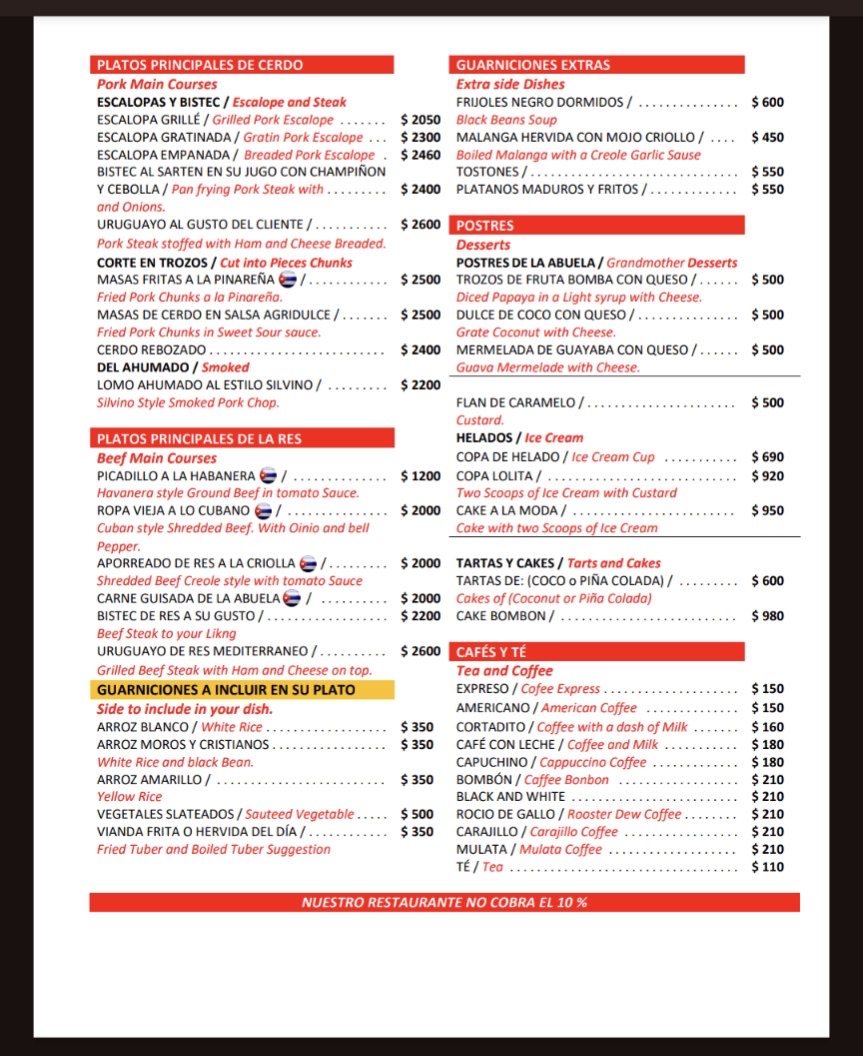 PLATOS PRINCIPALES DE CERDO
Pork Main Courses
ESCALOPAS Y BISTEC / Escalope and Steak
ESCALOPA GRILLÉ / Grilled Pork Escalope ....... $ 2050
ESCALOPA GRATINADA / Gratin Pork Escalope ... $ 2300
ESCALOPA EMPANADA / Breaded Pork Escalope . $ 2460
BISTEC AL SARTEN EN SU JUGO CON CHAMPIÑON
Y CEBOLLA / Pan frying Pork Steak with ......... $ 2400
and Onions.
URUGUAYO AL GUSTO DEL CLIENTE / ........... $ 2600
Pork Steak stoffed with Ham and Cheese Breaded.
CORTE EN TROZOS / Cut into Pieces Chunks
MASAS FRITAS A LA PINAREÑA / ............ $ 2500
Fried Pork Chunks a la Pinareña.
MASAS DE CERDO EN SALSA AGRIDULCE / ....... $ 2500
Fried Pork Chunks in Sweet Sour sauce.
CERDO REBOZADO .......................... $ 2400
DEL AHUMADO / Smoked
LOMO AHUMADO AL ESTILO SILVINO / ......... $ 2200
Silvino Style Smoked Pork Chop.
PLATOS PRINCIPALES DE LA RES
Beef Main Courses
PICADILLO A LA HABANERA / .............. $ 1200
Havanera style Ground Beef in tomato Sauce.
ROPA VIEJA A LO CUBANO / ............... $ 2000
Cuban style Shredded Beef. With Oinio and bell
Pepper.
APORREADO DE RES A LA CRIOLLA / ......... $ 2000
Shredded Beef Creole style with tomato Sauce
CARNE GUISADA DE LA ABUELA / .......... $ 2000
BISTEC DE RES A SU GUSTO / .................. $ 2200
Beef Steak to your Likng
URUGUAYO DE RES MEDITERRANEO / .......... $ 2600
Grilled Beef Steak with Ham and Cheese on top.
GUARNICIONES A INCLUIR EN SU PLATO
Side to include in your dish.
ARROZ BLANCO / White Rice .................. $ 350
ARROZ MOROS Y CRISTIANOS ................. $ 350
White Rice and black Bean.
ARROZ AMARILLO / ......................... $ 350
Yellow Rice
VEGETALES SLATEADOS / Sauteed Vegetable ..... $ 500
VIANDA FRITA O HERVIDA DEL DÍA / ............ $ 350
Fried Tuber and Boiled Tuber Suggestion
GUARNICIONES EXTRAS
Extra side Dishes
FRIJOLES NEGRO DORMIDOS / ............... $ 600
Black Beans Soup
MALANGA HERVIDA CON MOJO CRIOLLO / .... $ 450
Boiled Malanga with a Creole Garlic Sause
TOSTONES / ................................ $ 550
PLATANOS MADUROS Y FRITOS / ............. $ 550
POSTRES
Desserts
POSTRES DE LA ABUELA / Grandmother Desserts
TROZOS DE FRUTA BOMBA CON QUESO / ...... $ 500
Diced Papaya in a Light syrup with Cheese.
DULCE DE COCO CON QUESO / ............... $ 500
Grate Coconut with Cheese.
MERMELADA DE GUAYABA CON QUESO / ...... $ 500
Guava Mermelade with Cheese.
FLAN DE CARAMELO / ....................... $ 500
Custard.
HELADOS / Ice Cream
COPA DE HELADO / Ice Cream Cup ........... $ 690
COPA LOLITA / ............................. $ 920
Two Scoops of Ice Cream with Custard
CAKE A LA MODA / .......................... $ 950
Cake with two Scoops of Ice Cream
TARTAS Y CAKES / Tarts and Cakes
TARTAS DE: (COCO o PIÑA COLADA) / ......... $ 600
Cakes of (Coconut or Piña Colada)
CAKE BOMBON / ........................... $ 980
CAFÉS Y TÉ
Tea and Coffee
EXPRESO / Cofee Express ..................... $ 150
AMERICANO / American Coffee .............. $ 150
CORTADITO / Coffee with a dash of Milk ....... $ 160
CAFÉ CON LECHE / Coffee and Milk ............ $ 180
CAPUCHINO / Cappuccino Coffee ............. $ 180
BOMBÓN / Caffee Bonbon ................... $ 210
BLACK AND WHITE ......................... $ 210
ROCIO DE GALLO / Rooster Dew Coffee ........ $ 210
CARAJILLO / Carajillo Coffee ................. $ 210
MULATA / Mulata Coffee ................... $ 210
TÉ / Tea .................................. $ 110
NUESTRO RESTAURANTE NO COBRA EL 10 %